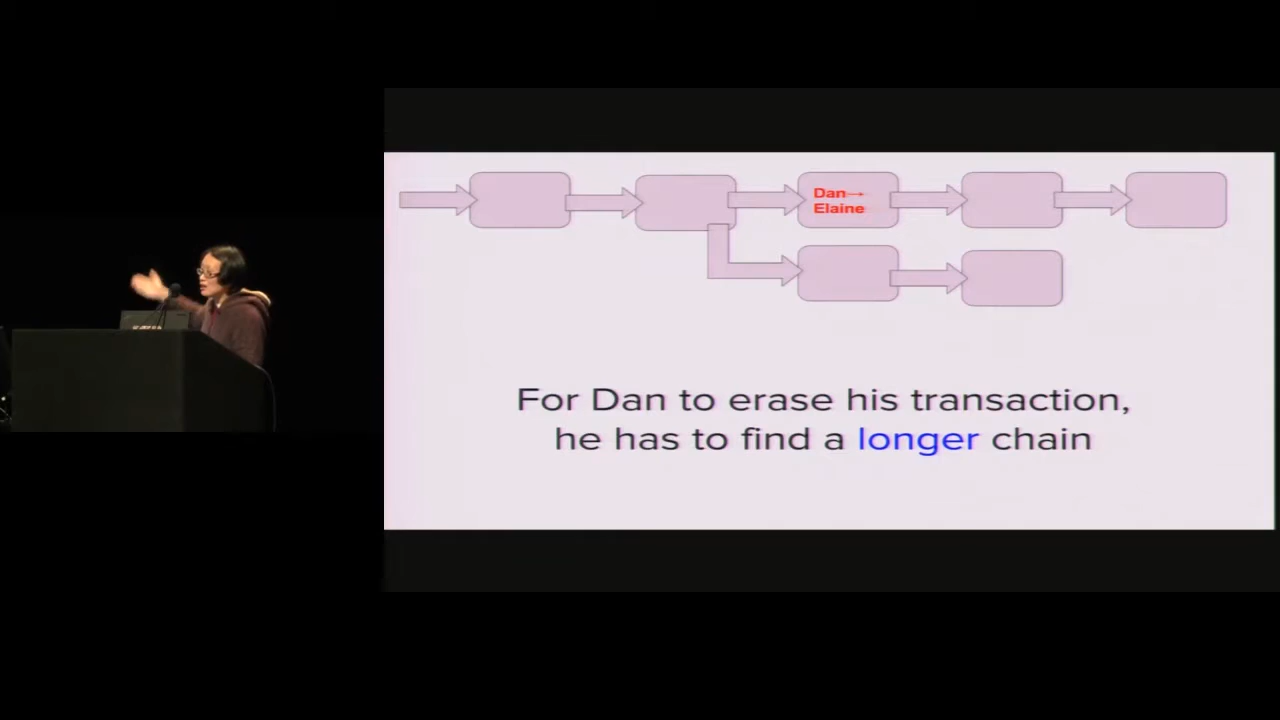 Dan→
Elaine
For Dan to erase his transaction,
he has to find a longer chain